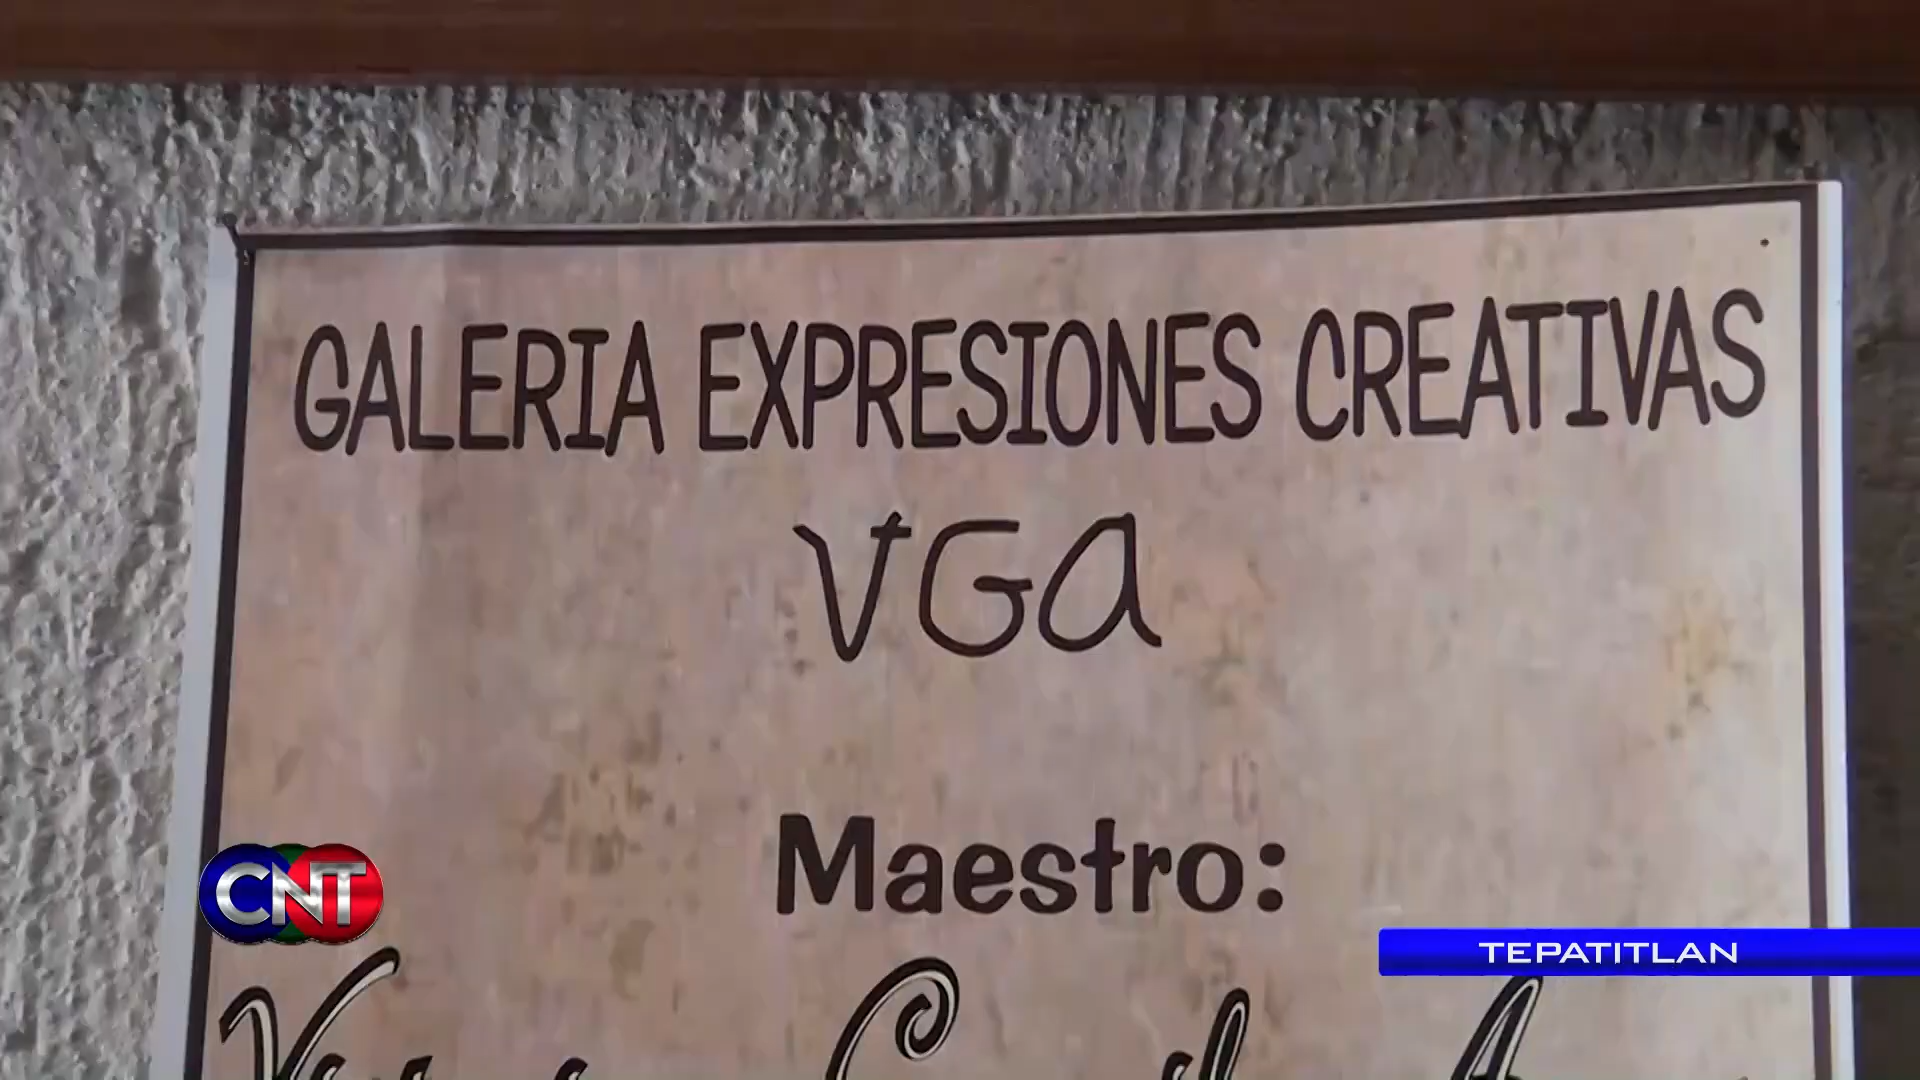 GALERIA EXPRESIONES CREATIVAS
VGA
Maestro:
CNT
TEPATITLAN